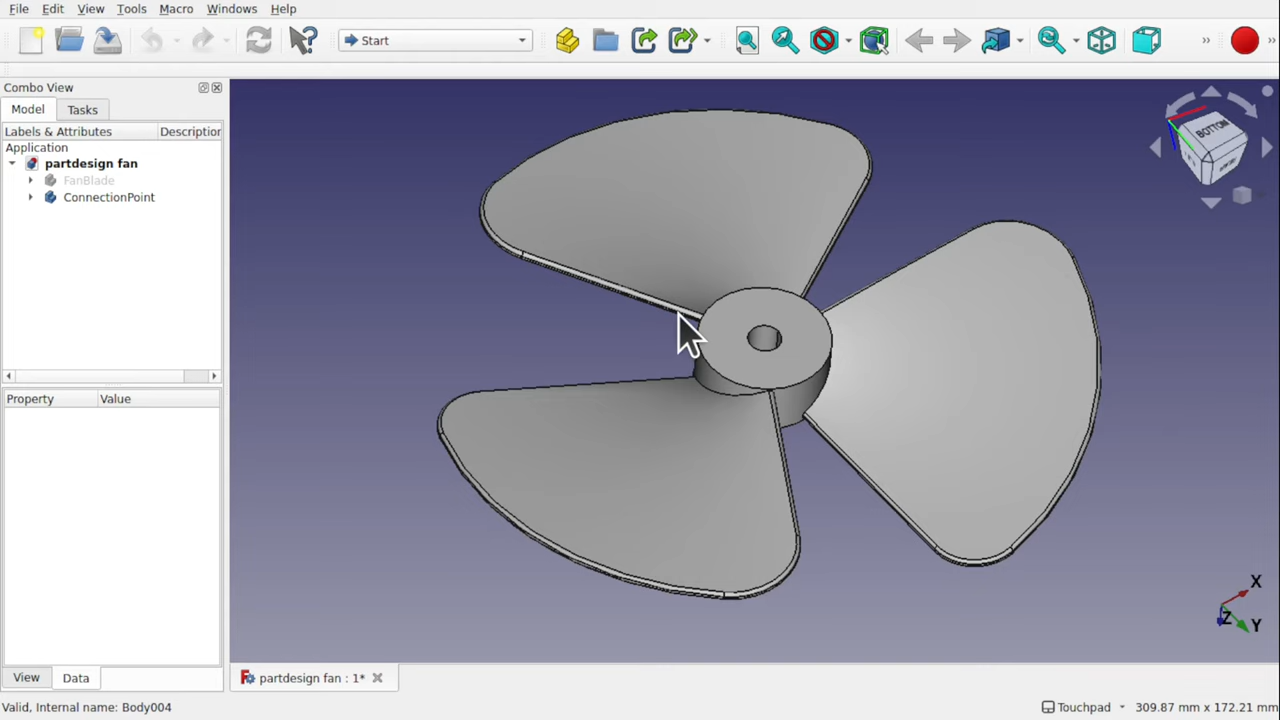 File Edit View Tools Macro Windows Help
Start
Combo View
Model Tasks
Labels & Attributes Description
Application
partdesign fan
FanBlade
ConnectionPoint
Property Value
View Data
BOTTOM
X
Z Y
partdesign fan : 1*
Valid, Internal name: Body004
Touchpad 309.87 mm x 172.21 mm